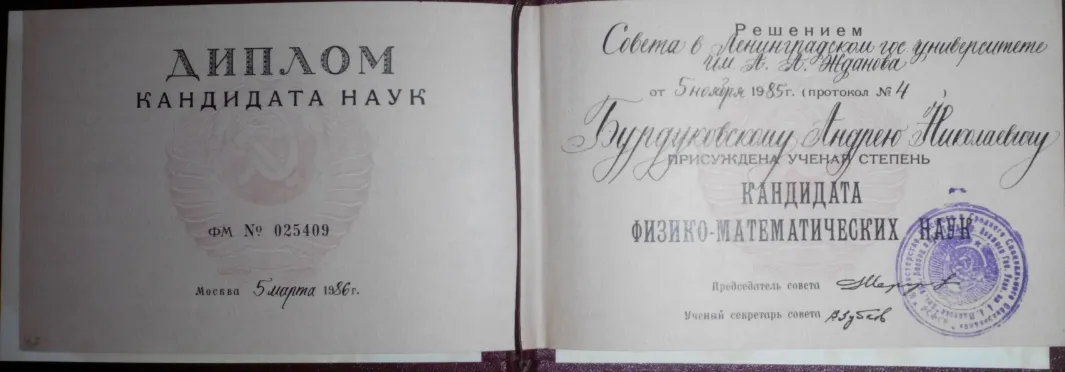 ДИПЛОМ
КАНДИДАТА НАУК
ФМ № 025409
Москва 5 марта 1986 г.
Решением
Совета в Ленинградском гос университете
им А. А. Жданова
от 5 ноября 1985 г. (протокол № 4 )
Бурдуковскому Андрею Николаевичу
ПРИСУЖДЕНА УЧЕНАЯ СТЕПЕНЬ
КАНДИДАТА
ФИЗИКО-МАТЕМАТИЧЕСКИХ НАУК
Председатель совета
Ученый секретарь совета